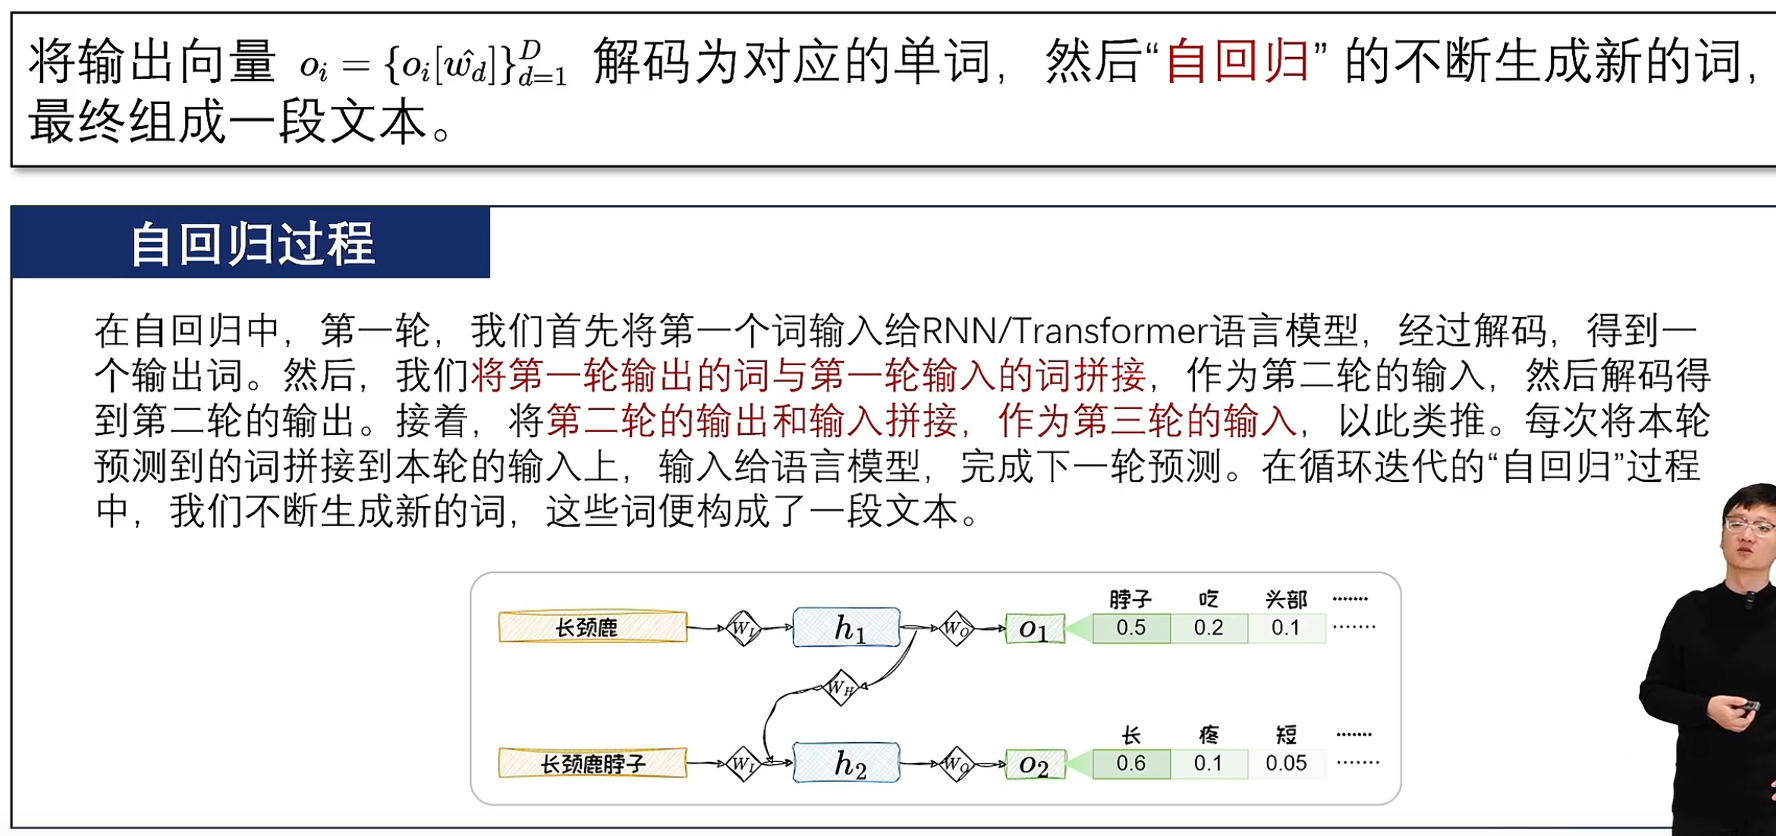 将输出向量 $o_i = \{o_i[\hat{w_d}]\}_{d=1}^{D}$ 解码为对应的单词，然后“自回归”的不断生成新的词，
最终组成一段文本。
自回归过程
在自回归中，第一轮，我们首先将第一个词输入给RNN/Transformer语言模型，经过解码，得到一
个输出词。然后，我们将第一轮输出的词与第一轮输入的词拼接，作为第二轮的输入，然后解码得
到第二轮的输出。接着，将第二轮的输出和输入拼接，作为第三轮的输入，以此类推。每次将本轮
预测到的词拼接到本轮的输入上，输入给语言模型，完成下一轮预测。在循环迭代的“自回归”过程
中，我们不断生成新的词，这些词便构成了一段文本。
脖子 吃 头部 ·······
长颈鹿 $W_I$ $h_1$ $W_O$ $o_1$ 0.5 0.2 0.1 ·······
$W_H$
长 疼 短 ·······
长颈鹿脖子 $W_I$ $h_2$ $W_O$ $o_2$ 0.6 0.1 0.05 ·······